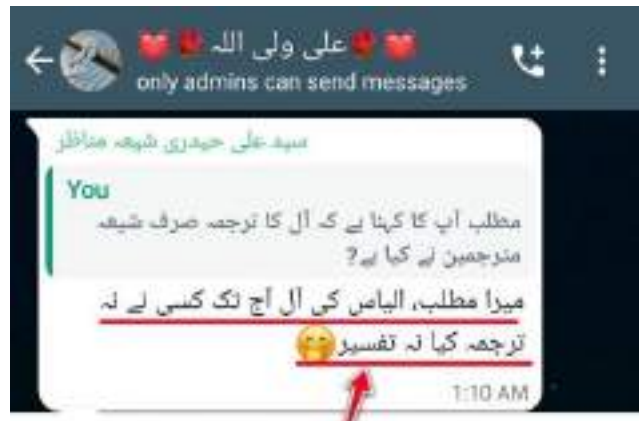 علی ولی اللہ
only admins can send messages
سید علی حیدری شیعہ مناظر
You
مطلب آپ کا کہنا ہے کہ آل کا ترجمہ صرف شیعہ
مترجمین نے کیا ہے?
میرا مطلب، الیاس کی آل آج تک کسی نے نہ
ترجمہ کیا نہ تفسیر🤭
1:10 AM